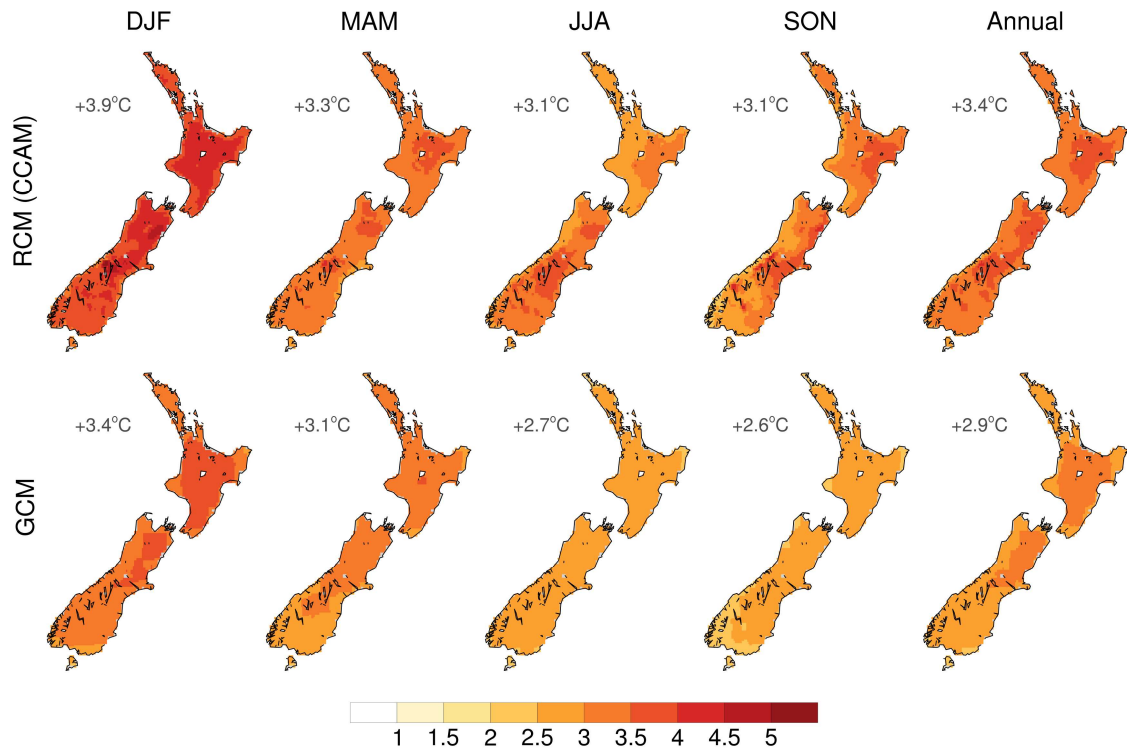 DJF MAM JJA SON Annual
RCM (CCAM)
+3.9°C +3.3°C +3.1°C +3.1°C +3.4°C
GCM
+3.4°C +3.1°C +2.7°C +2.6°C +2.9°C
1 1.5 2 2.5 3 3.5 4 4.5 5